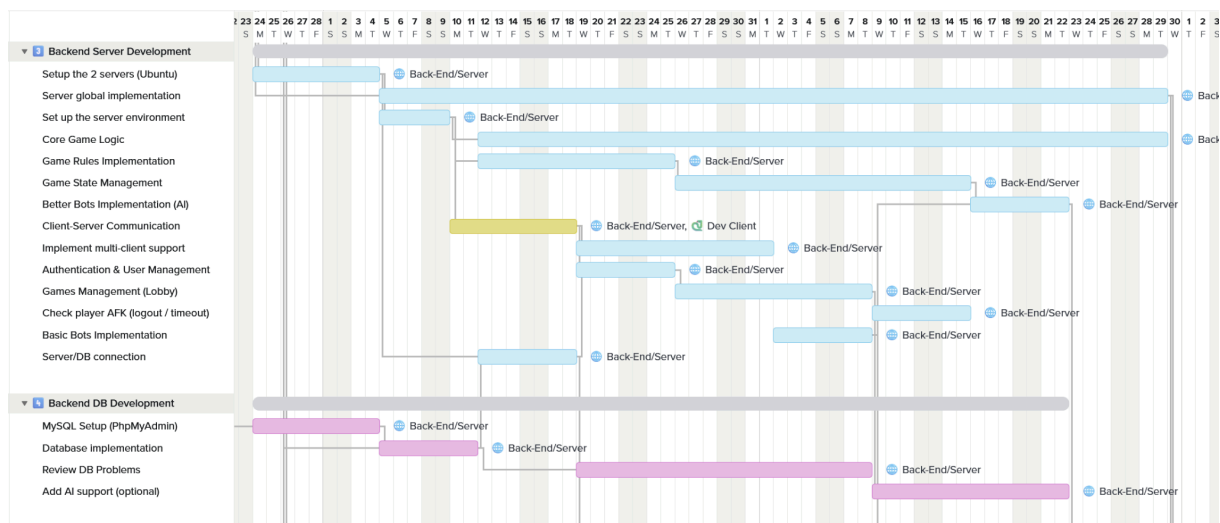 23 24 25 26 27 28 1 2 3 4 5 6 7 8 9 10 11 12 13 14 15 16 17 18 19 20 21 22 23 24 25 26 27 28 29 30 31 1 2 3 4 5 6 7 8 9 10 11 12 13 14 15 16 17 18 19 20 21 22 23 24 25 26 27 28 29 30 1 2 3
S M T W T F S S M T W T F S S M T W T F S S M T W T F S S M T W T F S S M T W T F S S M T W T F S S M T W T F S S M T W T F S S M T W T F S
3 Backend Server Development
Setup the 2 servers (Ubuntu) Back-End/Server
Server global implementation Back
Set up the server environment Back-End/Server
Core Game Logic Back
Game Rules Implementation Back-End/Server
Game State Management Back-End/Server
Better Bots Implementation (AI) Back-End/Server
Client-Server Communication Back-End/Server, Dev Client
Implement multi-client support Back-End/Server
Authentication & User Management Back-End/Server
Games Management (Lobby) Back-End/Server
Check player AFK (logout / timeout) Back-End/Server
Basic Bots Implementation Back-End/Server
Server/DB connection Back-End/Server
4 Backend DB Development
MySQL Setup (PhpMyAdmin) Back-End/Server
Database implementation Back-End/Server
Review DB Problems Back-End/Server
Add AI support (optional) Back-End/Server